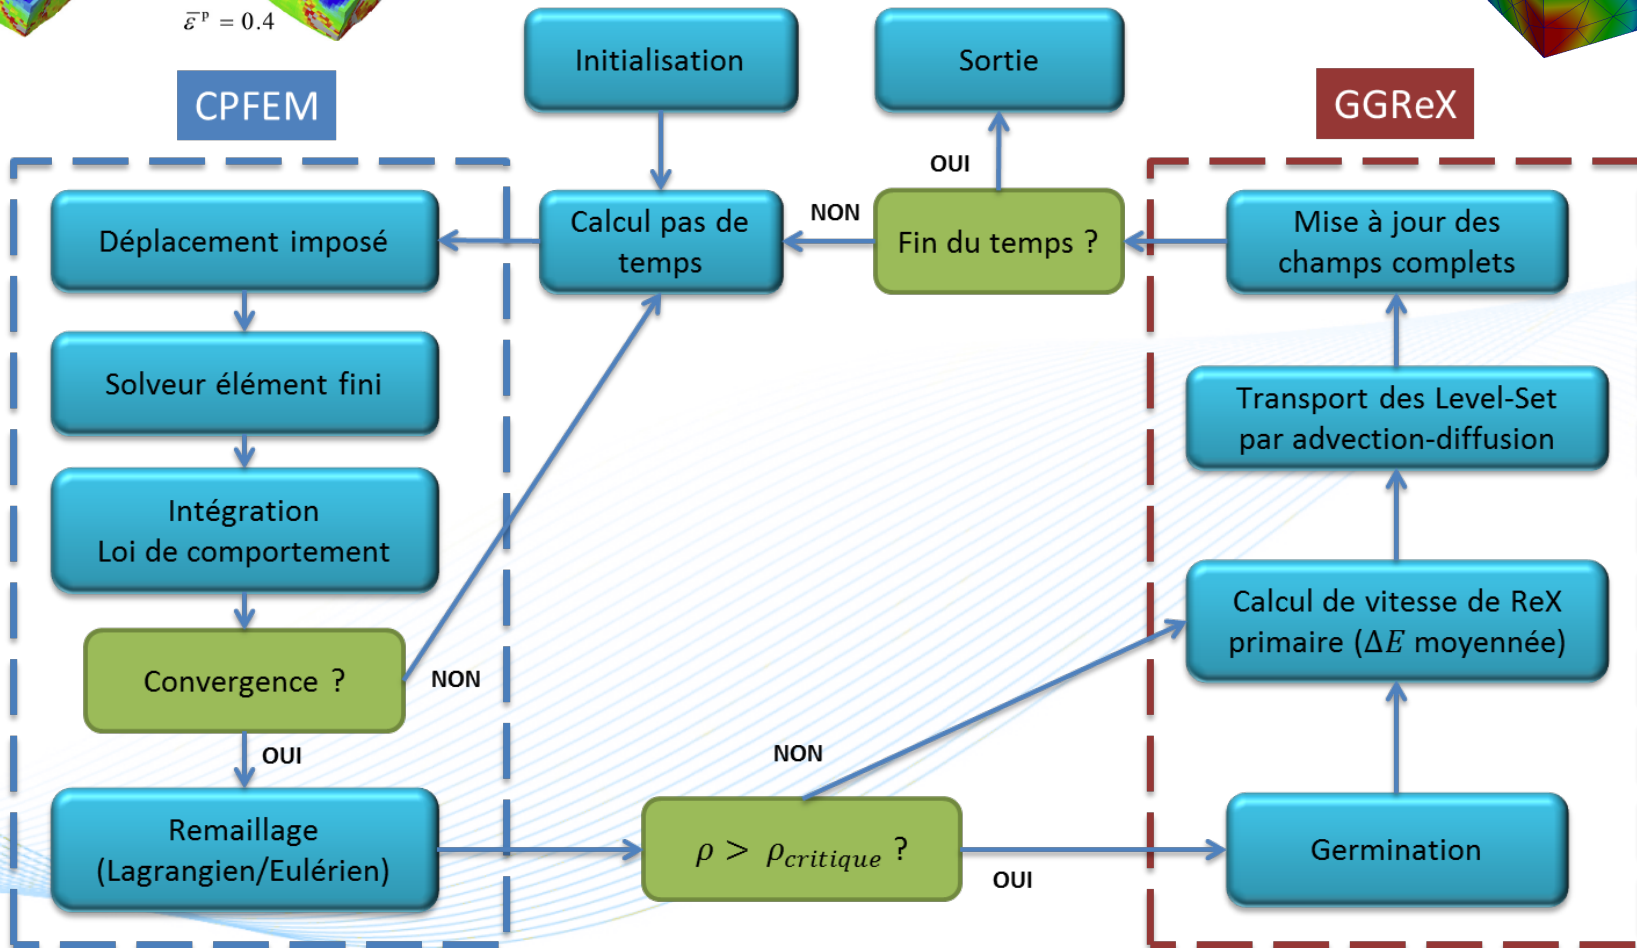 ε̅ᵖ = 0.4
Initialisation
Sortie
CPFEM
GGReX
OUI
Déplacement imposé
Calcul pas de
temps
NON
Fin du temps ?
Mise à jour des
champs complets
Solveur élément fini
Transport des Level-Set
par advection-diffusion
Intégration
Loi de comportement
Calcul de vitesse de ReX
primaire (ΔE moyennée)
Convergence ?
NON
OUI
NON
Remaillage
(Lagrangien/Eulérien)
ρ > ρcritique ?
OUI
Germination